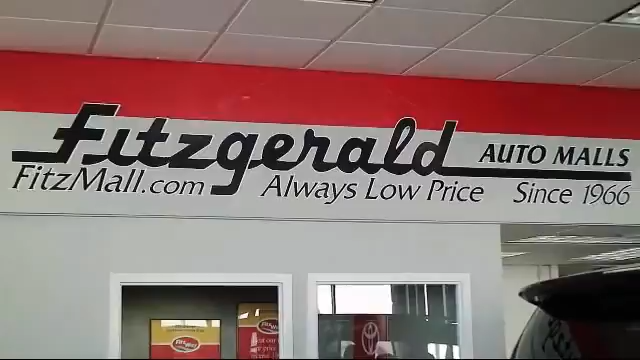 Fitzgerald AUTO MALLS
FitzMall.com Always Low Price Since 1966